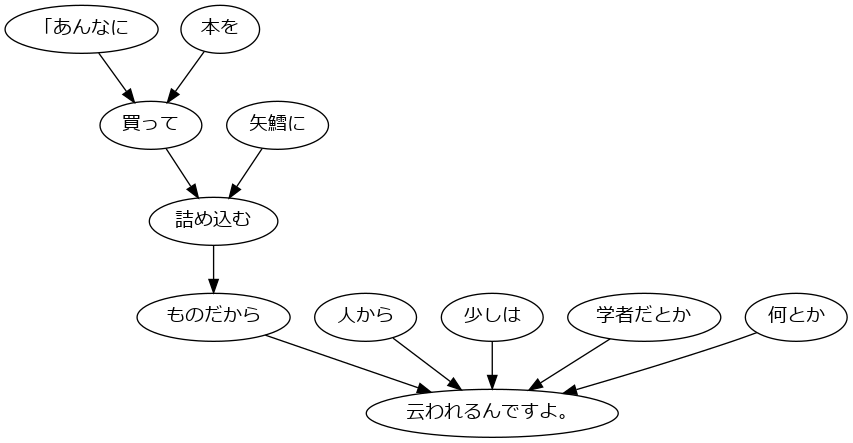 「あんなに 本を
買って 矢鱈に
詰め込む
ものだから 人から 少しは 学者だとか 何とか
云われるんですよ。